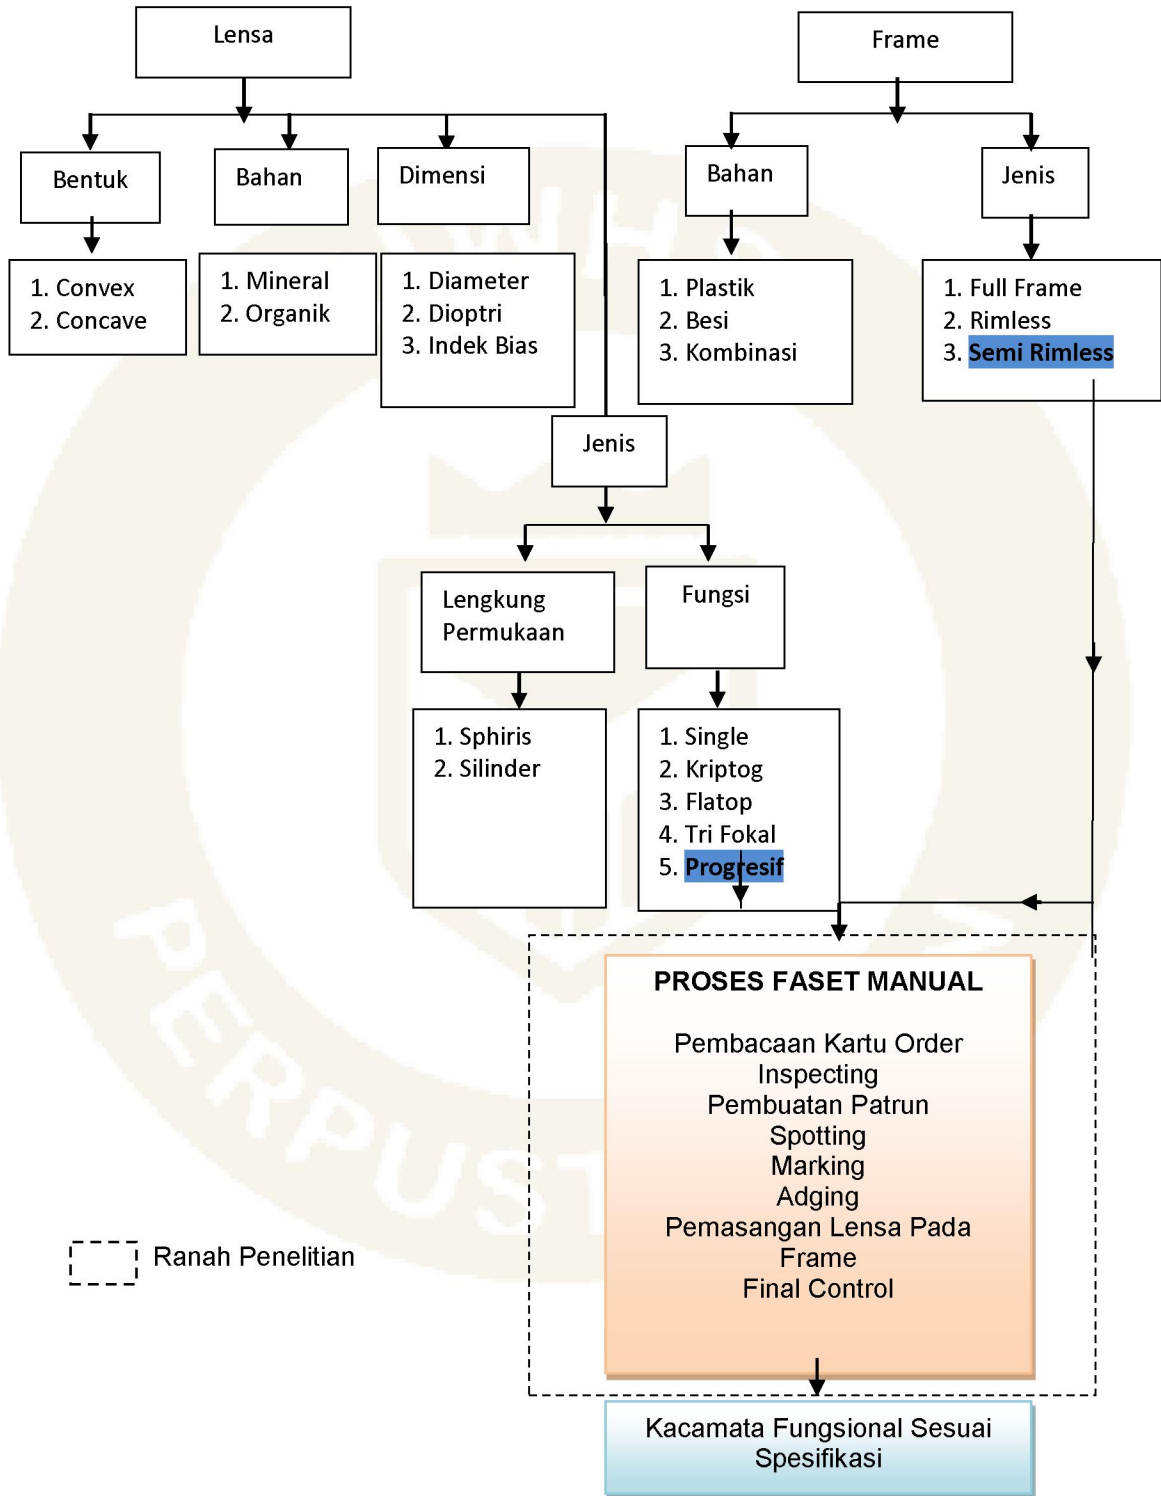 Lensa
Frame
Bentuk
Bahan
Dimensi
Bahan
Jenis
1. Convex
2. Concave
1. Mineral
2. Organik
1. Diameter
2. Dioptri
3. Indek Bias
1. Plastik
2. Besi
3. Kombinasi
1. Full Frame
2. Rimless
3. Semi Rimless
Jenis
Lengkung
Permukaan
Fungsi
1. Sphiris
2. Silinder
1. Single
2. Kriptog
3. Flatop
4. Tri Fokal
5. Progresif
PROSES FASET MANUAL
Pembacaan Kartu Order
Inspecting
Pembuatan Patrun
Spotting
Marking
Adging
Pemasangan Lensa Pada
Frame
Final Control
Ranah Penelitian
Kacamata Fungsional Sesuai
Spesifikasi